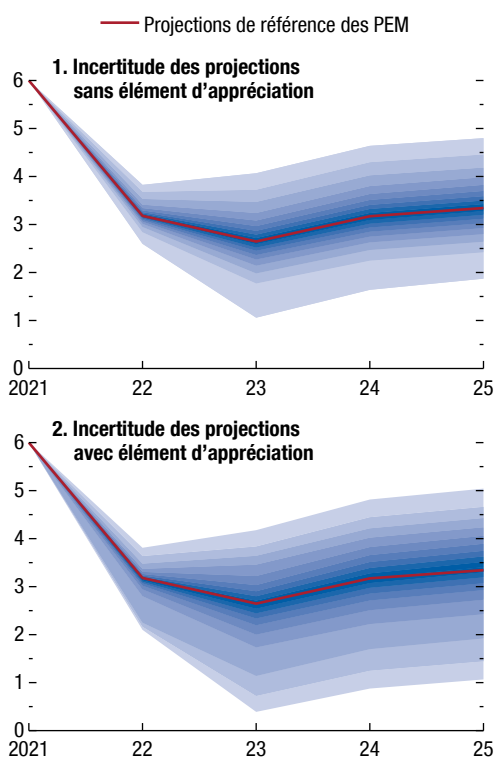 Projections de référence des PEM
1. Incertitude des projections
sans élément d'appréciation
6
5
4
3
2
1
0
2021 22 23 24 25
2. Incertitude des projections
avec élément d'appréciation
6
5
4
3
2
1
0
2021 22 23 24 25